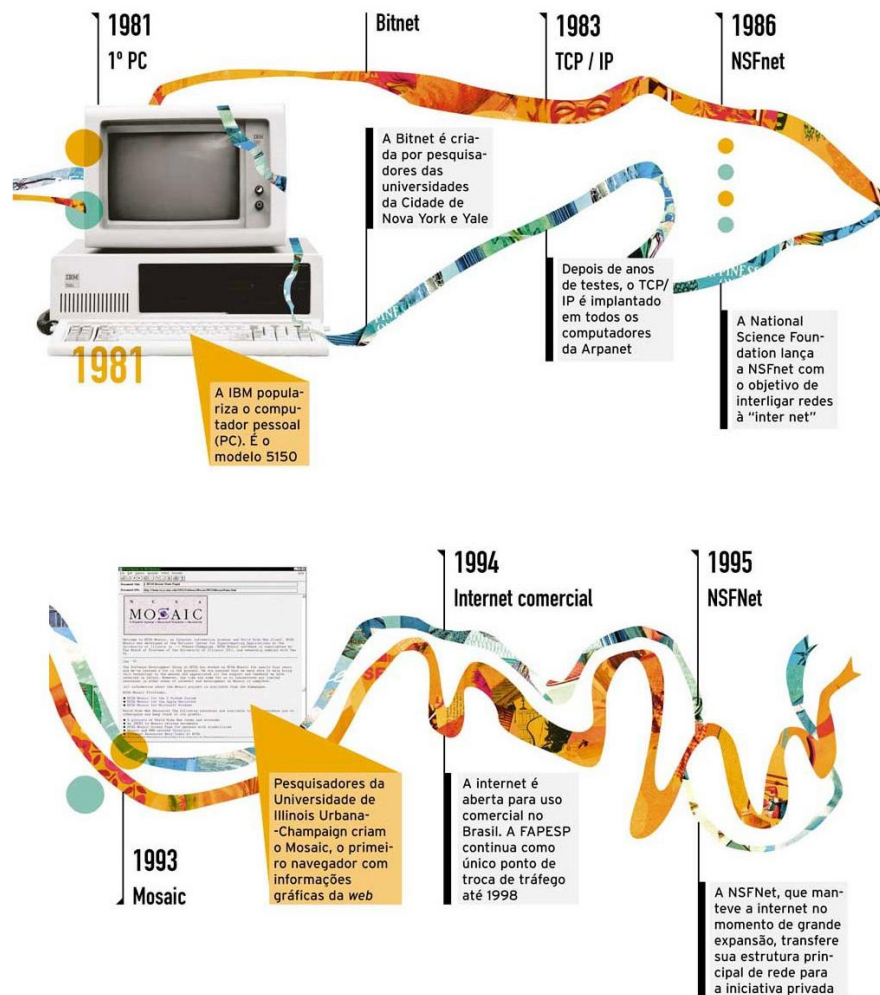 1981
1º PC
Bitnet
1983
TCP / IP
1986
NSFnet
IBM
IBM
A Bitnet é cria-
da por pesquisa-
dores das
universidades
da Cidade de
Nova York e Yale
Depois de anos
de testes, o TCP/
IP é implantado
em todos os
computadores
da Arpanet
A National
Science Foun-
dation lança
a NSFnet com
o objetivo de
interligar redes
à “inter net”
1981
A IBM popula-
riza o compu-
tador pessoal
(PC). É o
modelo 5150
NCSA
MOSAIC
1993
Mosaic
Pesquisadores da
Universidade de
Illinois Urbana-
-Champaign criam
o Mosaic, o primei-
ro navegador com
informações
gráficas da web
1994
Internet comercial
A internet é
aberta para uso
comercial no
Brasil. A FAPESP
continua como
único ponto de
troca de tráfego
até 1998
1995
NSFNet
A NSFNet, que man-
teve a internet no
momento de grande
expansão, transfere
sua estrutura prin-
cipal de rede para
a iniciativa privada